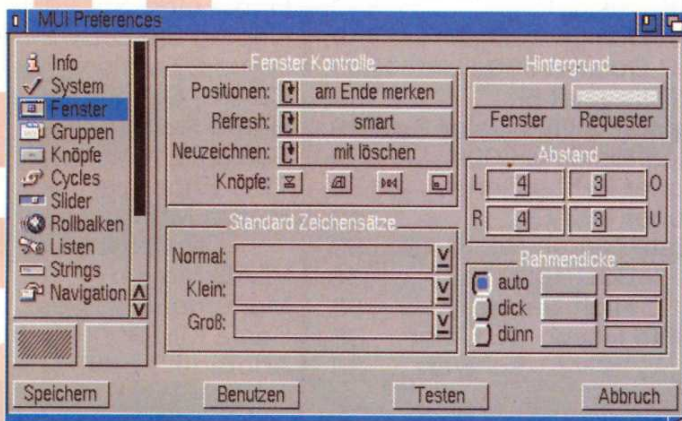 MUI Preferences
Info
System
Fenster
Gruppen
Knöpfe
Cycles
Slider
Rollbalken
Listen
Strings
Navigation
Fenster Kontrolle
Positionen: am Ende merken
Refresh: smart
Neuzeichnen: mit löschen
Knöpfe:
Standard Zeichensätze
Normal:
Klein:
Groß:
Hintergrund
Fenster Requester
Abstand
L 4 3 O
R 4 3 U
Rahmendicke
auto
dick
dünn
Speichern Benutzen Testen Abbruch